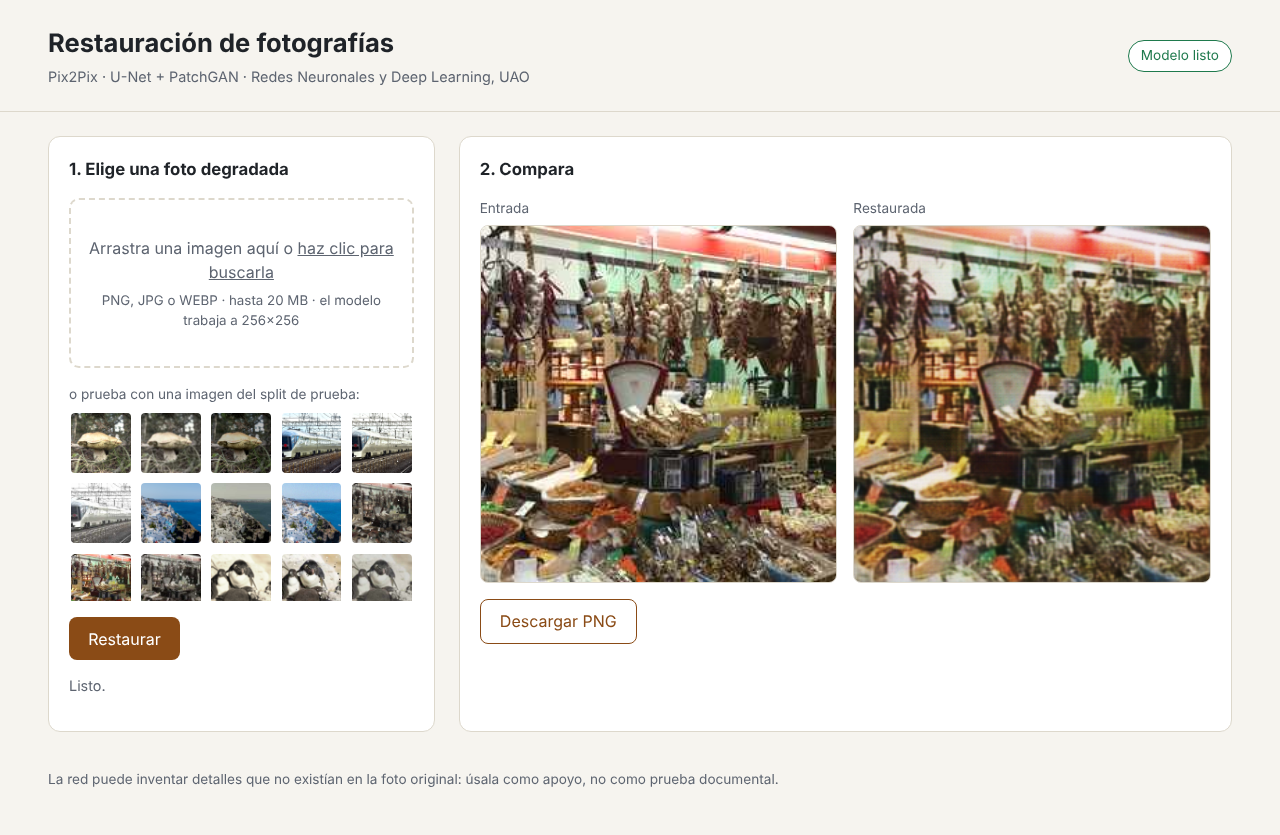 Restauración de fotografías
Pix2Pix · U-Net + PatchGAN · Redes Neuronales y Deep Learning, UAO
Modelo listo
1. Elige una foto degradada
Arrastra una imagen aquí o haz clic para
buscarla
PNG, JPG o WEBP · hasta 20 MB · el modelo
trabaja a 256×256
o prueba con una imagen del split de prueba:
Restaurar
Listo.
2. Compara
Entrada
Restaurada
Descargar PNG
La red puede inventar detalles que no existían en la foto original: úsala como apoyo, no como prueba documental.